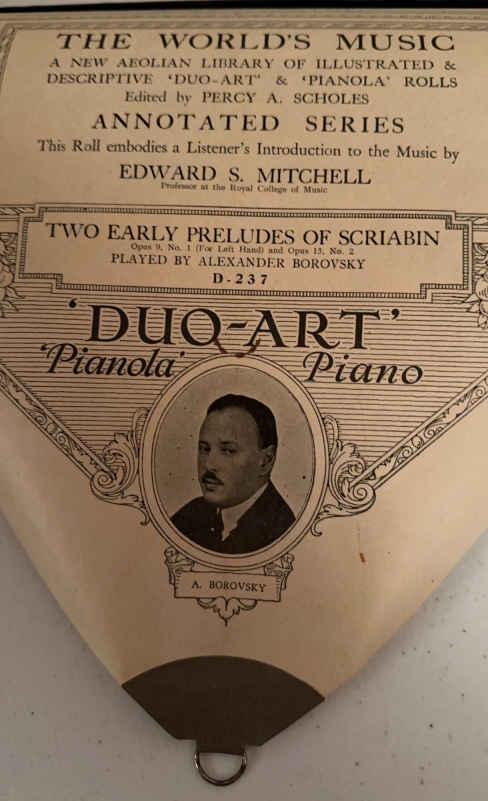 THE WORLD'S MUSIC
A NEW AEOLIAN LIBRARY OF ILLUSTRATED &
DESCRIPTIVE 'DUO-ART' & 'PIANOLA' ROLLS
Edited by PERCY A. SCHOLES
ANNOTATED SERIES
This Roll embodies a Listener's Introduction to the Music by
EDWARD S. MITCHELL
Professor at the Royal College of Music
TWO EARLY PRELUDES OF SCRIABIN
Opus 9, No. 1 (For Left Hand) and Opus 15, No. 2
PLAYED BY ALEXANDER BOROVSKY
D-237
'DUO-ART'
'Pianola' Piano
A. BOROVSKY